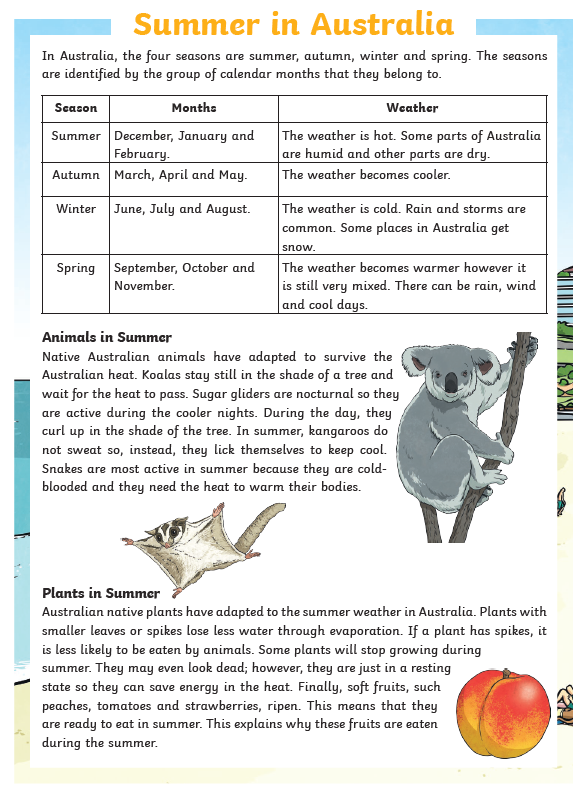 Summer in Australia
In Australia, the four seasons are summer, autumn, winter and spring. The seasons
are identified by the group of calendar months that they belong to.
Season Months Weather
Summer December, January and February. The weather is hot. Some parts of Australia are humid and other parts are dry.
Autumn March, April and May. The weather becomes cooler.
Winter June, July and August. The weather is cold. Rain and storms are common. Some places in Australia get snow.
Spring September, October and November. The weather becomes warmer however it is still very mixed. There can be rain, wind and cool days.
Animals in Summer
Native Australian animals have adapted to survive the
Australian heat. Koalas stay still in the shade of a tree and
wait for the heat to pass. Sugar gliders are nocturnal so they
are active during the cooler nights. During the day, they
curl up in the shade of the tree. In summer, kangaroos do
not sweat so, instead, they lick themselves to keep cool.
Snakes are most active in summer because they are cold-
blooded and they need the heat to warm their bodies.
Plants in Summer
Australian native plants have adapted to the summer weather in Australia. Plants with
smaller leaves or spikes lose less water through evaporation. If a plant has spikes, it
is less likely to be eaten by animals. Some plants will stop growing during
summer. They may even look dead; however, they are just in a resting
state so they can save energy in the heat. Finally, soft fruits, such
peaches, tomatoes and strawberries, ripen. This means that they
are ready to eat in summer. This explains why these fruits are eaten
during the summer.